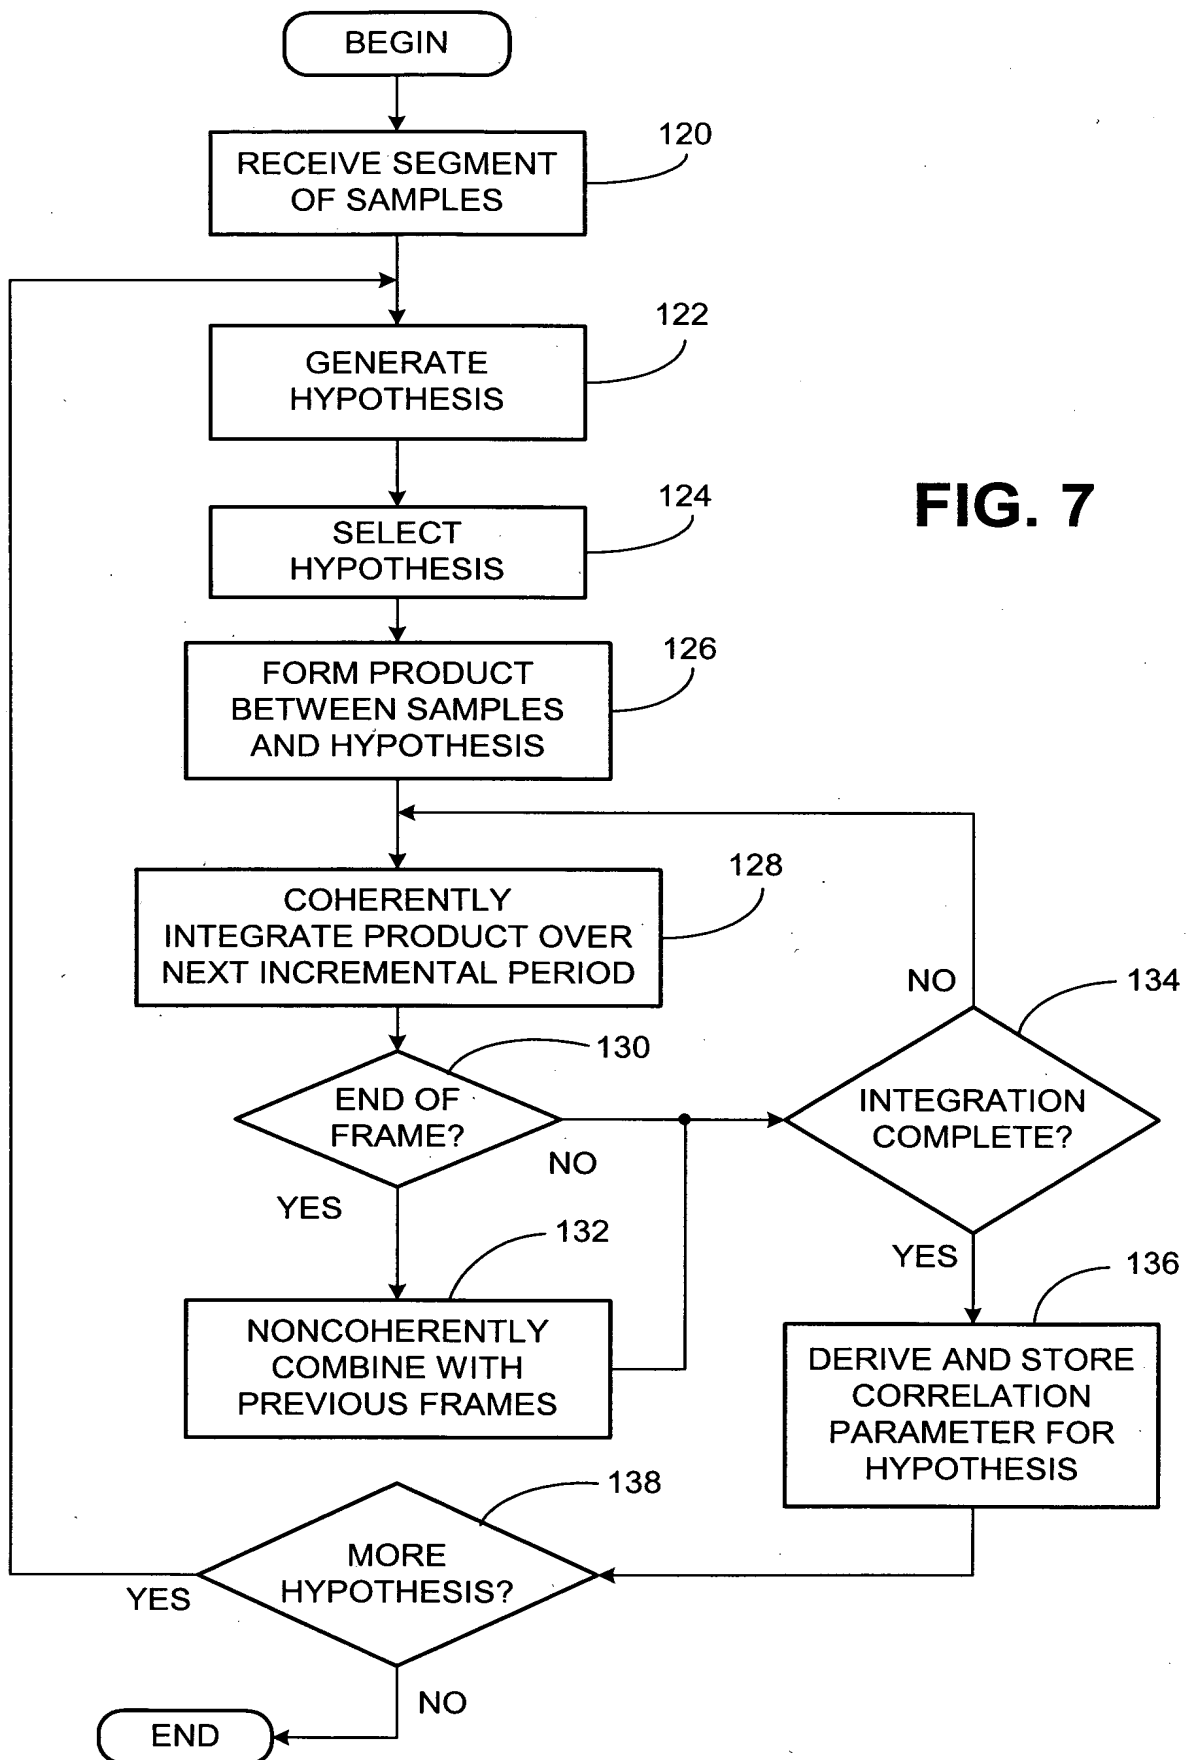 BEGIN
120
RECEIVE SEGMENT
OF SAMPLES
122
GENERATE
HYPOTHESIS
FIG. 7
124
SELECT
HYPOTHESIS
126
FORM PRODUCT
BETWEEN SAMPLES
AND HYPOTHESIS
128
COHERENTLY
INTEGRATE PRODUCT OVER
NEXT INCREMENTAL PERIOD
NO
134
130
END OF
FRAME?
INTEGRATION
COMPLETE?
NO
YES
132
YES
136
NONCOHERENTLY
COMBINE WITH
PREVIOUS FRAMES
DERIVE AND STORE
CORRELATION
PARAMETER FOR
HYPOTHESIS
138
MORE
HYPOTHESIS?
YES
NO
END